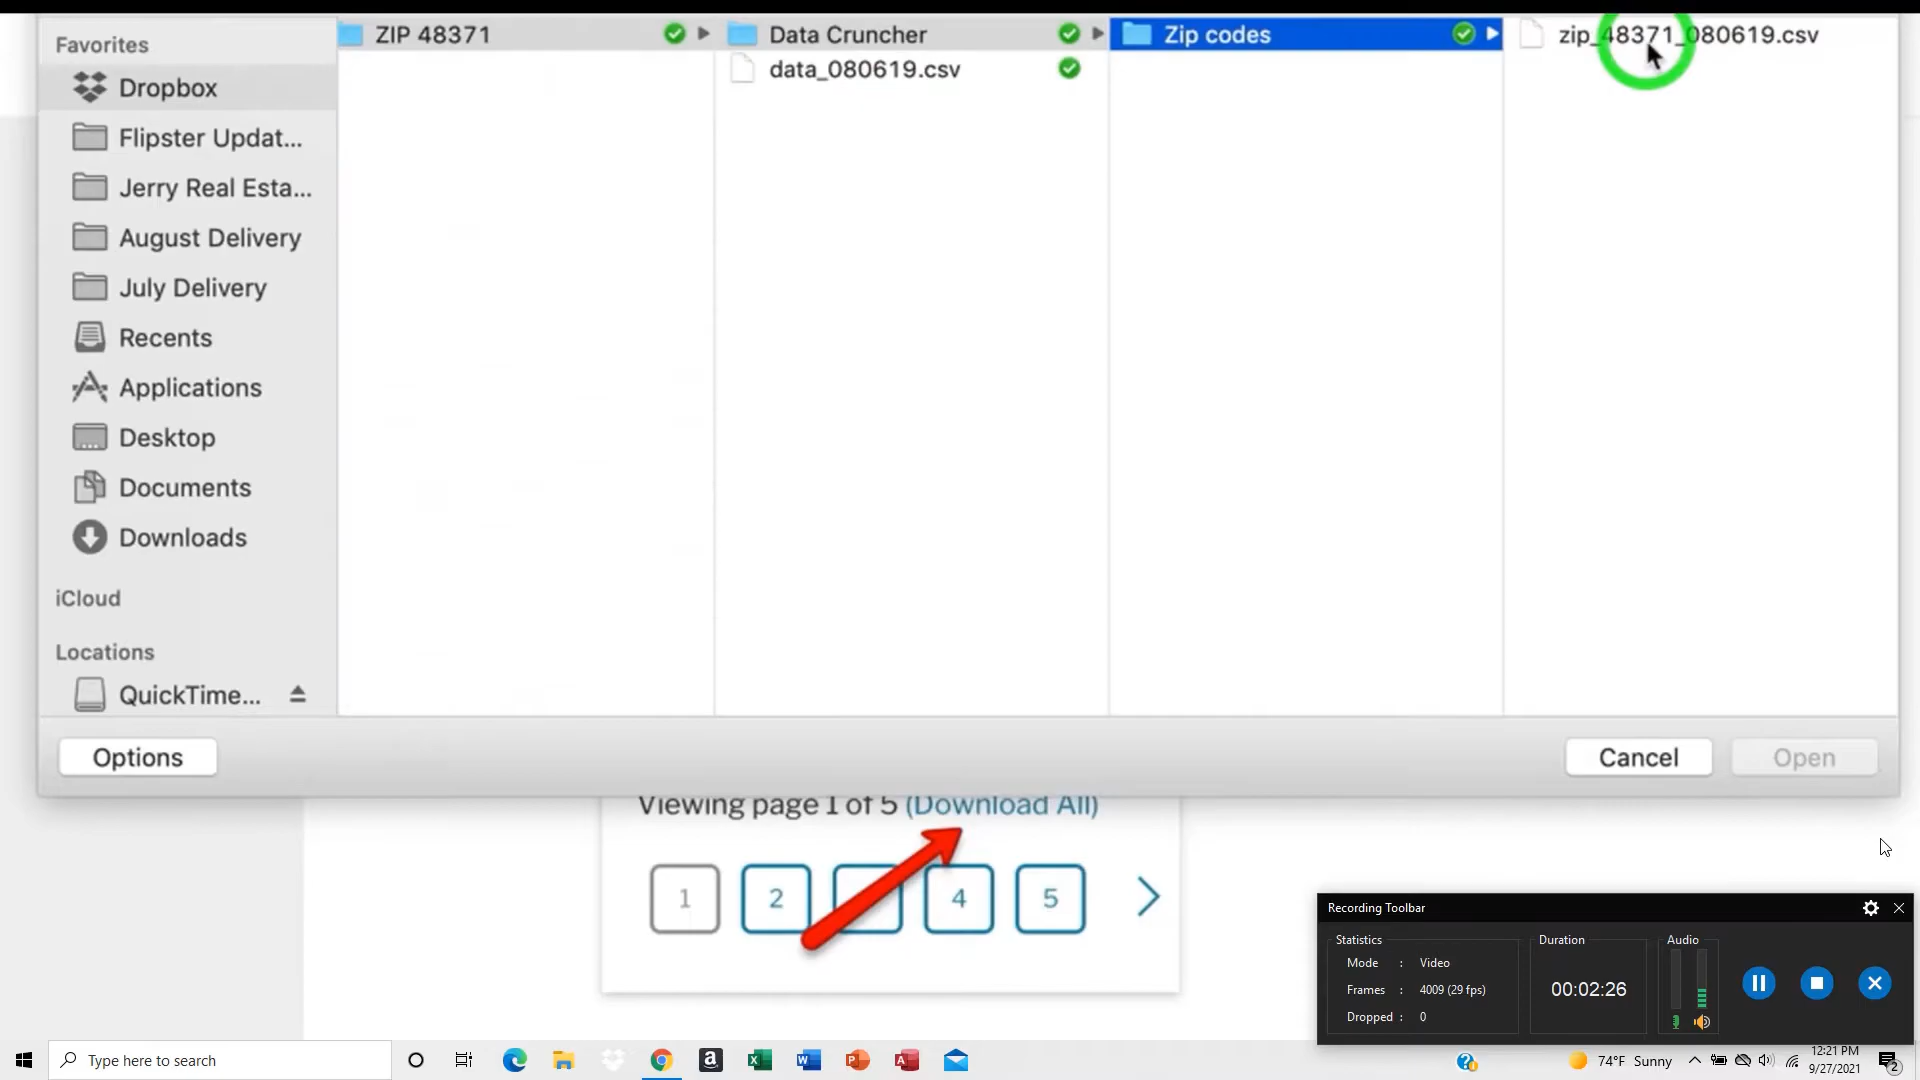 Favorites
Dropbox
Flipster Updat...
Jerry Real Esta...
August Delivery
July Delivery
Recents
Applications
Desktop
Documents
Downloads
iCloud
Locations
QuickTime...
ZIP 48371
Data Cruncher
data_080619.csv
Zip codes
zip_48371_080619.csv
Options
Cancel
Open
Viewing page 1 of 5 (Download All)
1 2 4 5
Recording Toolbar
Statistics
Mode : Video
Frames : 4009 (29 fps)
Dropped : 0
Duration
00:02:26
Audio
Type here to search
74°F Sunny
12:21 PM
9/27/2021
2